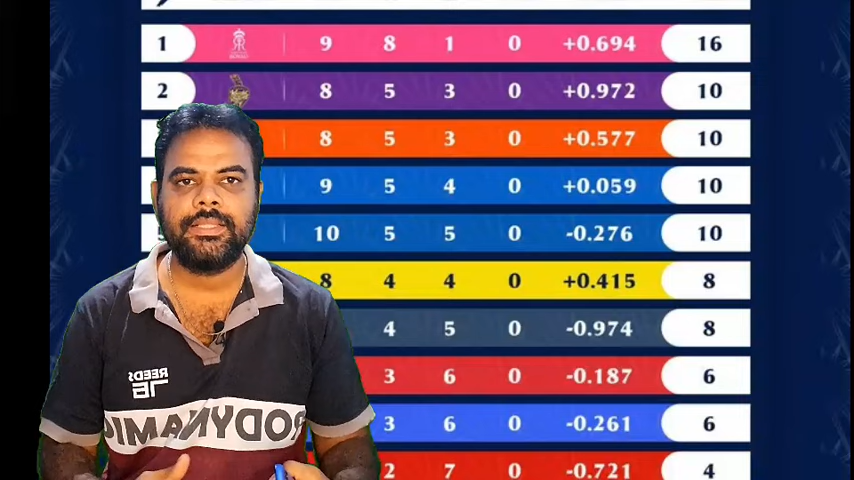 1 9 8 1 0 +0.694 16
2 8 5 3 0 +0.972 10
8 5 3 0 +0.577 10
9 5 4 0 +0.059 10
10 5 5 0 -0.276 10
8 4 4 0 +0.415 8
4 5 0 -0.974 8
3 6 0 -0.187 6
3 6 0 -0.261 6
2 7 0 -0.721 4
REEDS
76